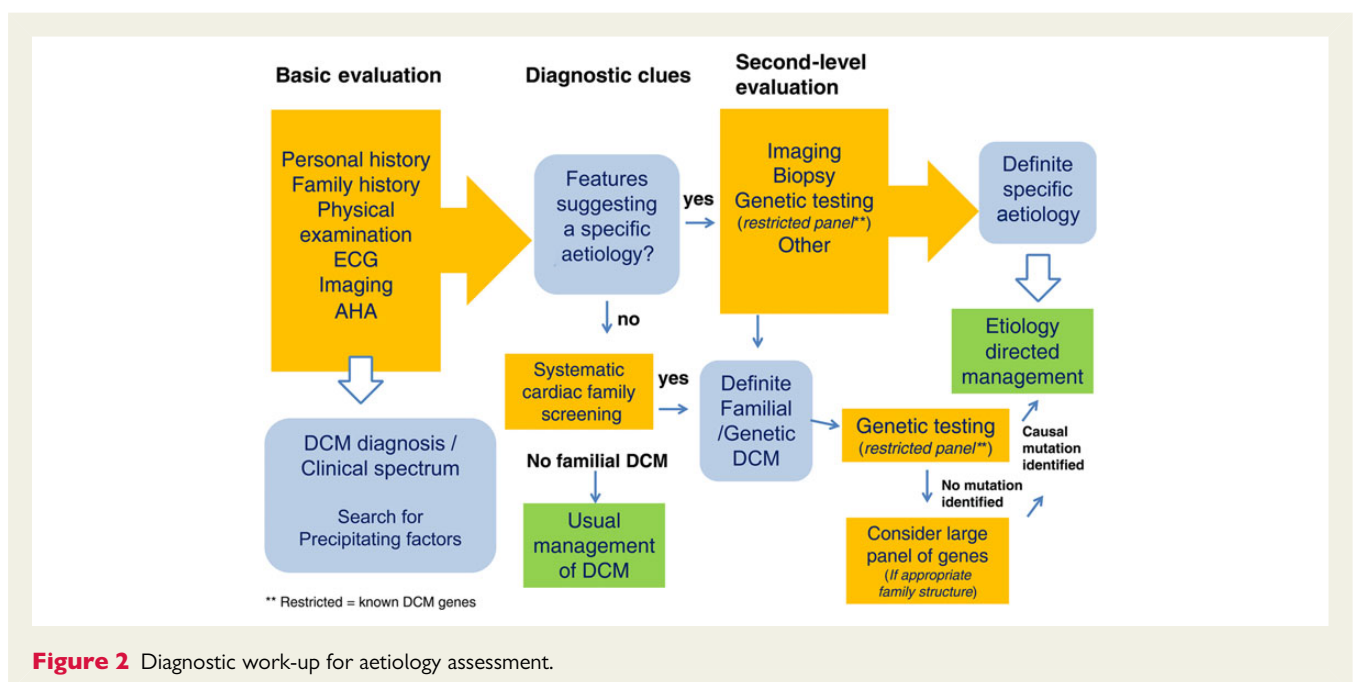 Basic evaluation
Personal history
Family history
Physical
examination
ECG
Imaging
AHA
DCM diagnosis /
Clinical spectrum
Search for
Precipitating factors
** Restricted = known DCM genes
Diagnostic clues
Features
suggesting
a specific
aetiology?
yes
no
Systematic
cardiac family
screening
yes
No familial DCM
Usual
management
of DCM
Second-level
evaluation
Imaging
Biopsy
Genetic testing
(restricted panel**)
Other
Definite
Familial
/Genetic
DCM
Definite
specific
aetiology
Etiology
directed
management
Genetic testing
(restricted panel**)
Causal
mutation
identified
No mutation
identified
Consider large
panel of genes
(If appropriate
family structure)
Figure 2 Diagnostic work-up for aetiology assessment.